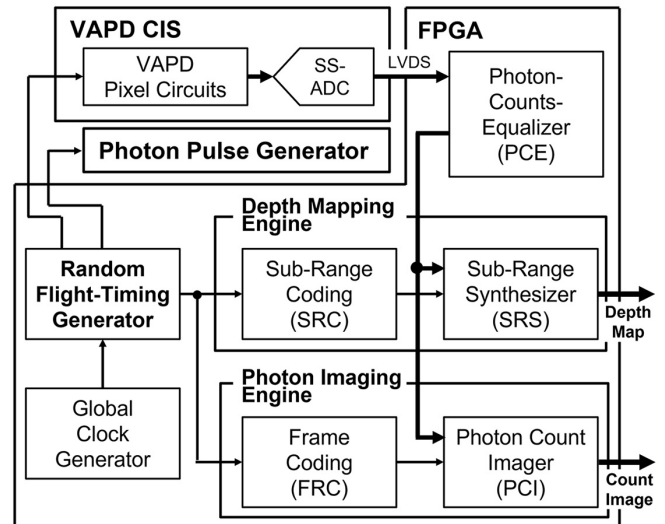 VAPD CIS
FPGA
VAPD
Pixel Circuits
SS-
ADC
LVDS
Photon-
Counts-
Equalizer
(PCE)
Photon Pulse Generator
Depth Mapping
Engine
Random
Flight-Timing
Generator
Sub-Range
Coding
(SRC)
Sub-Range
Synthesizer
(SRS)
Depth
Map
Photon Imaging
Engine
Global
Clock
Generator
Frame
Coding
(FRC)
Photon Count
Imager
(PCI)
Count
Image